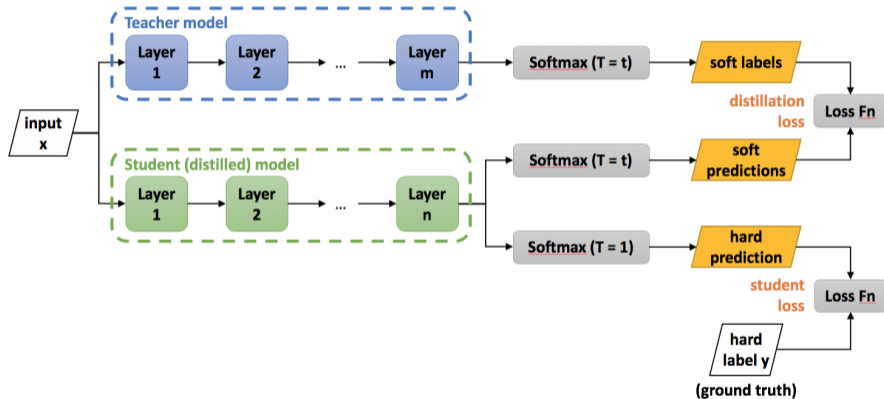 Teacher model
Layer
1
Layer
2
...
Layer
m
Softmax (T = t)
soft labels
distillation
loss
Loss Fn
input
x
Student (distilled) model
Layer
1
Layer
2
...
Layer
n
Softmax (T = t)
soft
predictions
Softmax (T = 1)
hard
prediction
student
loss
Loss Fn
hard
label y
(ground truth)